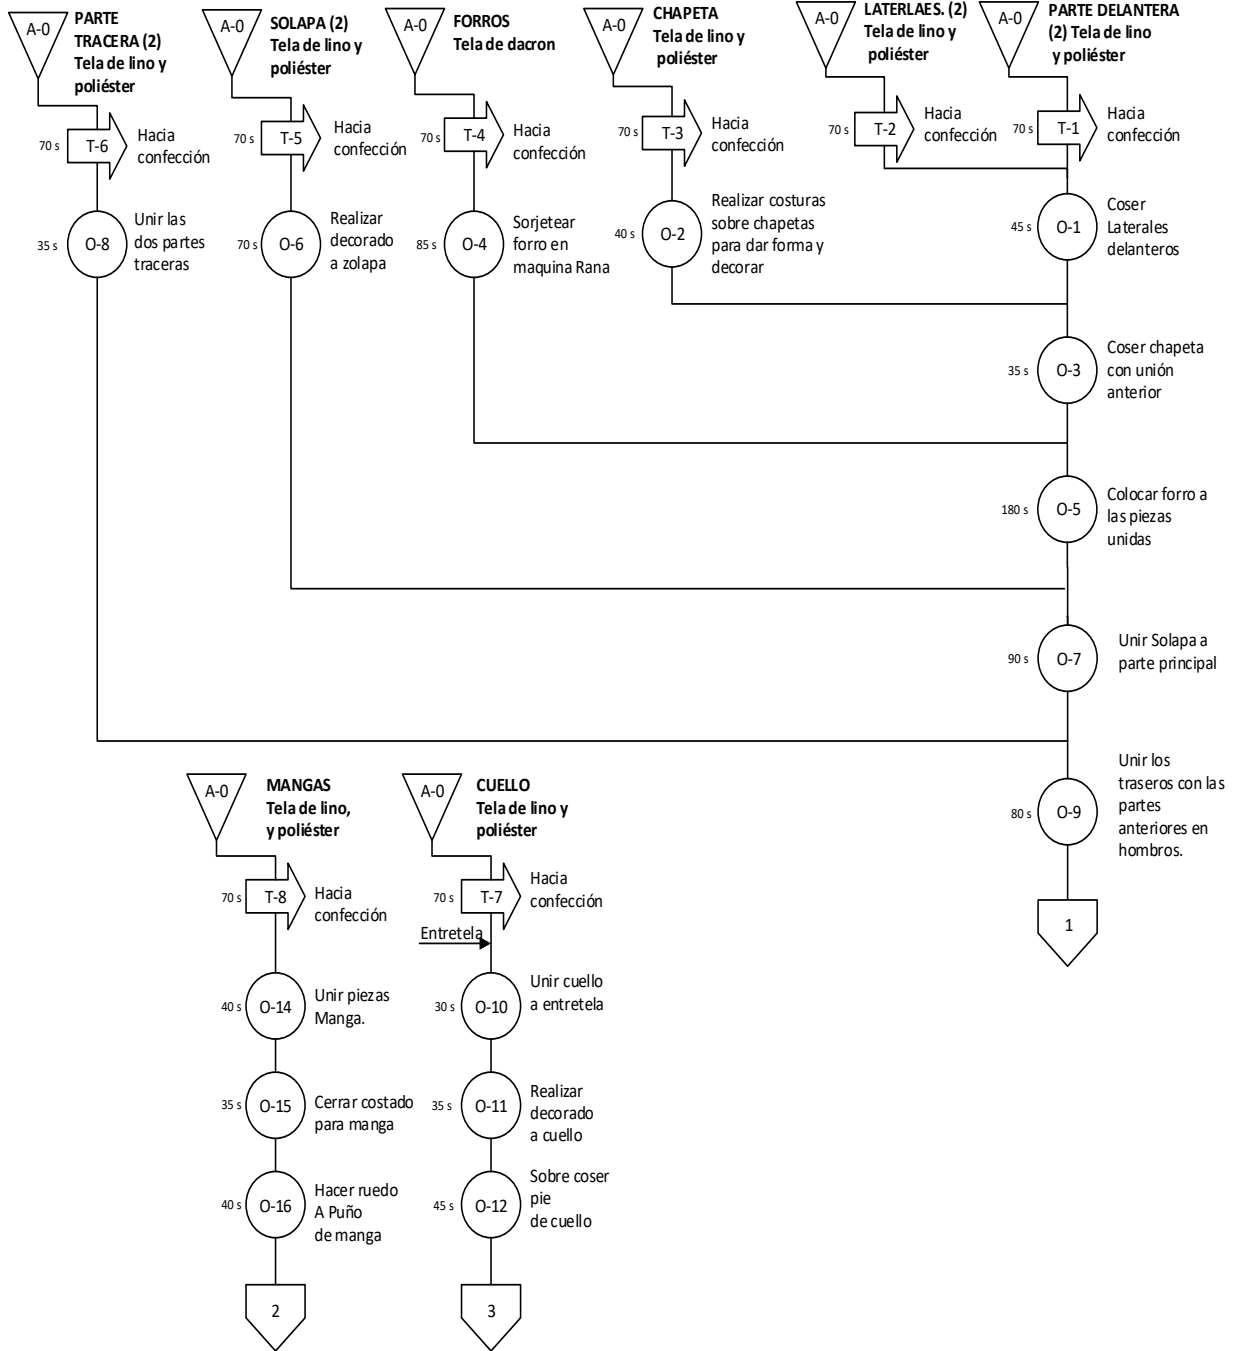 A-0
PARTE
TRACERA (2)
Tela de lino y
poliéster
70 s
T-6
Hacia
confección
35 s
O-8
Unir las
dos partes
traceras
A-0
SOLAPA (2)
Tela de lino y
poliéster
70 s
T-5
Hacia
confección
70 s
O-6
Realizar
decorado
a zolapa
A-0
FORROS
Tela de dacron
70 s
T-4
Hacia
confección
85 s
O-4
Sorjetear
forro en
maquina Rana
A-0
CHAPETA
Tela de lino y
poliéster
70 s
T-3
Hacia
confección
40 s
O-2
Realizar costuras
sobre chapetas
para dar forma y
decorar
A-0
LATERLAES. (2)
Tela de lino y
poliéster
70 s
T-2
Hacia
confección
A-0
PARTE DELANTERA
(2) Tela de lino
y poliéster
70 s
T-1
Hacia
confección
45 s
O-1
Coser
Laterales
delanteros
35 s
O-3
Coser chapeta
con unión
anterior
180 s
O-5
Colocar forro a
las piezas
unidas
90 s
O-7
Unir Solapa a
parte principal
80 s
O-9
Unir los
traseros con las
partes
anteriores en
hombros.
1
A-0
MANGAS
Tela de lino,
y poliéster
70 s
T-8
Hacia
confección
40 s
O-14
Unir piezas
Manga.
35 s
O-15
Cerrar costado
para manga
40 s
O-16
Hacer ruedo
A Puño
de manga
2
A-0
CUELLO
Tela de lino y
poliéster
70 s
T-7
Hacia
confección
Entretela
30 s
O-10
Unir cuello
a entretela
35 s
O-11
Realizar
decorado
a cuello
45 s
O-12
Sobre coser
pie
de cuello
3